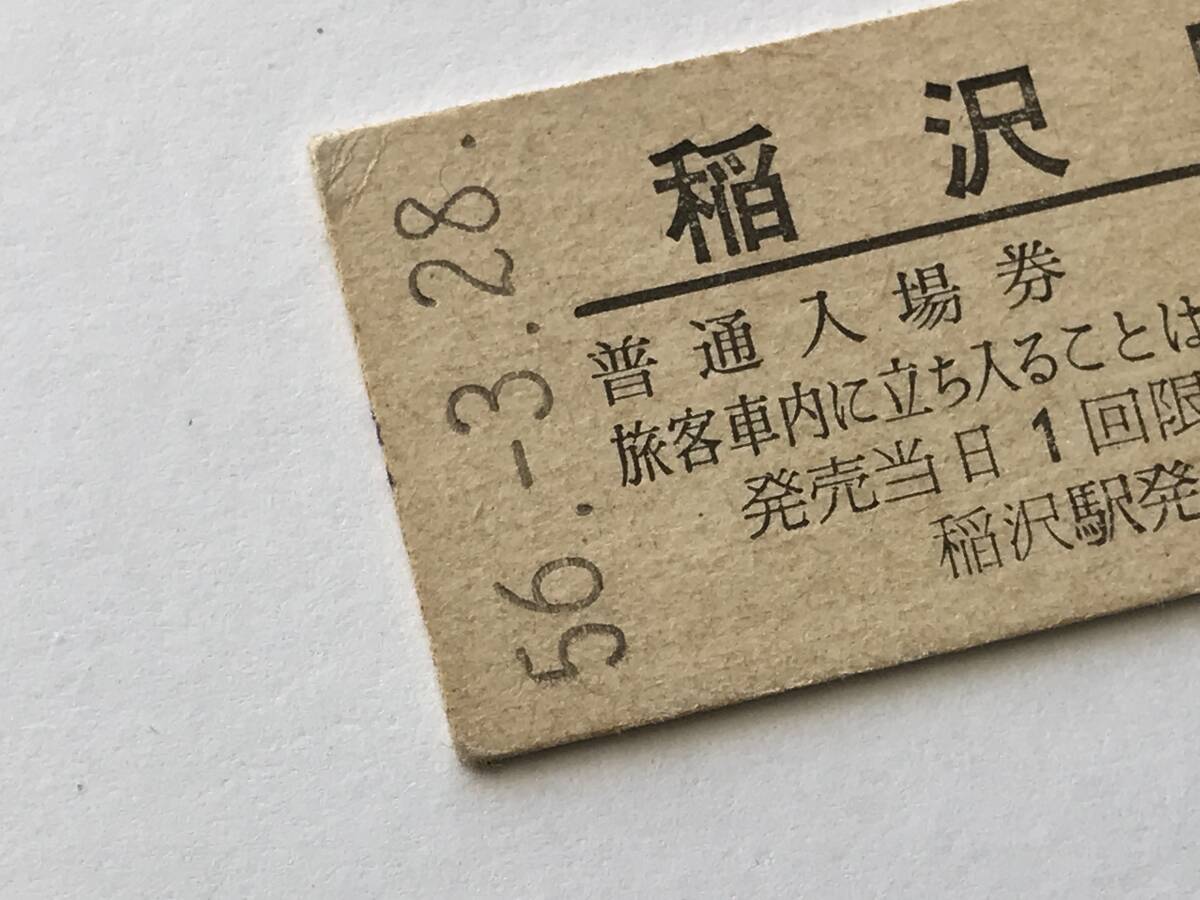 稲沢
普通入場券
旅客車内に立ち入ることは
発売当日1回限
稲沢駅発
56.-3.28.